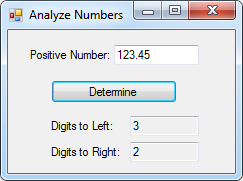 Analyze Numbers
Positive Number: 123.45
Determine
Digits to Left: 3
Digits to Right: 2